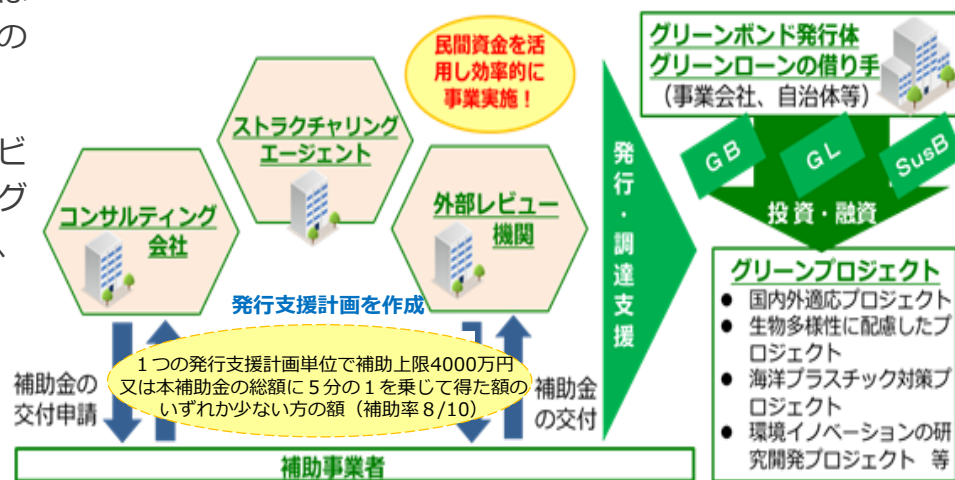 の
ビ
グ
民間資金を活
用し効率的に
事業実施！
ストラクチャリング
エージェント
コンサルティング
会社
外部レビュー
機関
発行支援計画を作成
１つの発行支援計画単位で補助上限4000万円
又は本補助金の総額に５分の１を乗じて得た額の
いずれか少ない方の額（補助率８/10）
補助金の
交付申請
補助金
の交付
補助事業者
発行・調達支援
グリーンボンド発行体
グリーンローンの借り手
（事業会社、自治体等）
GB
GL
SusB
投資・融資
グリーンプロジェクト
● 国内外適応プロジェクト
● 生物多様性に配慮したプ
ロジェクト
● 海洋プラスチック対策プ
ロジェクト
● 環境イノベーションの研
究開発プロジェクト 等